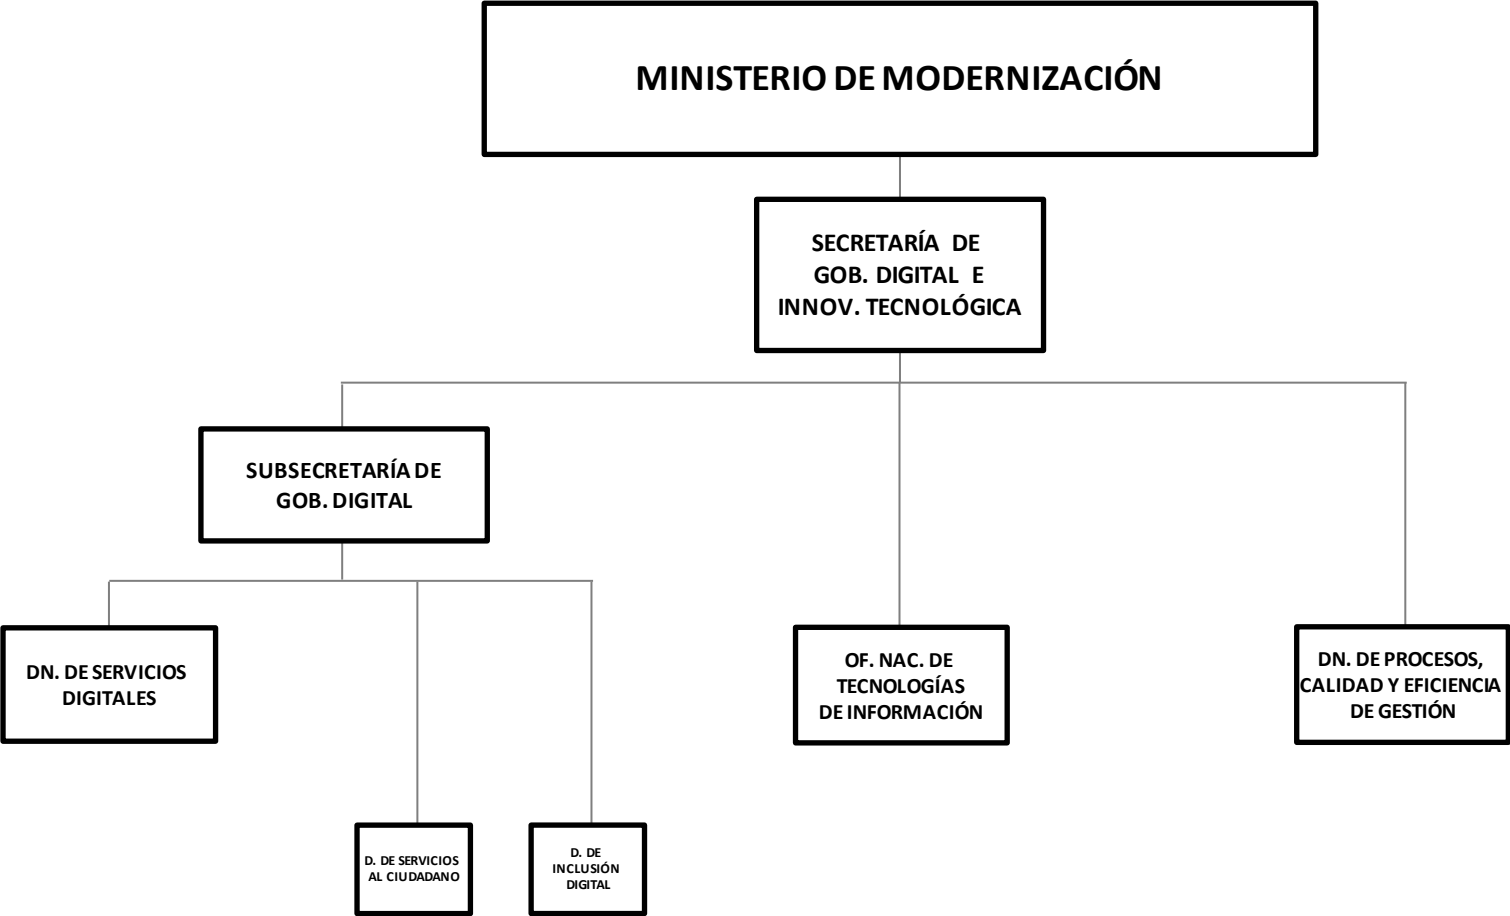 MINISTERIO DE MODERNIZACIÓN
SECRETARÍA DE
GOB. DIGITAL E
INNOV. TECNOLÓGICA
SUBSECRETARÍA DE
GOB. DIGITAL
DN. DE SERVICIOS
DIGITALES
OF. NAC. DE
TECNOLOGÍAS
DE INFORMACIÓN
DN. DE PROCESOS,
CALIDAD Y EFICIENCIA
DE GESTIÓN
D. DE SERVICIOS
AL CIUDADANO
D. DE
INCLUSIÓN
DIGITAL